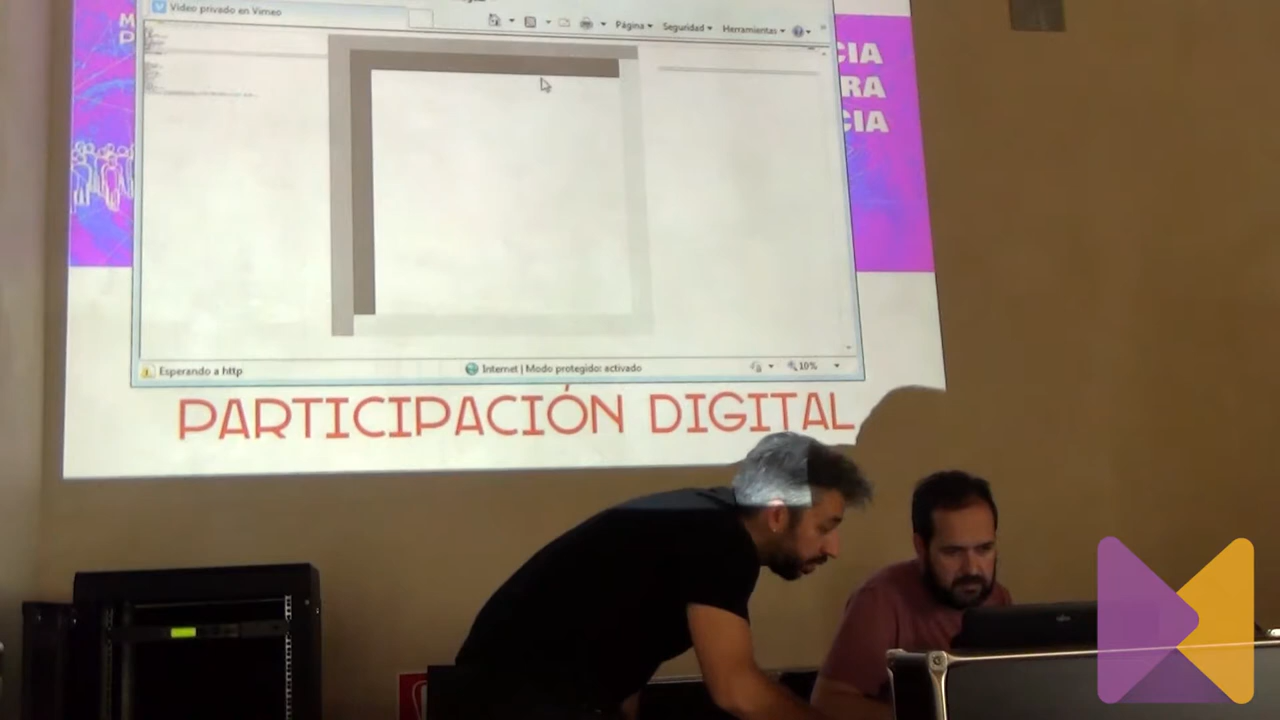 Video privado en Vimeo
Página Seguridad Herramientas
CIA
RA
CIA
Esperando a http
Internet | Modo protegido: activado
10%
PARTICIPACIÓN DIGITAL